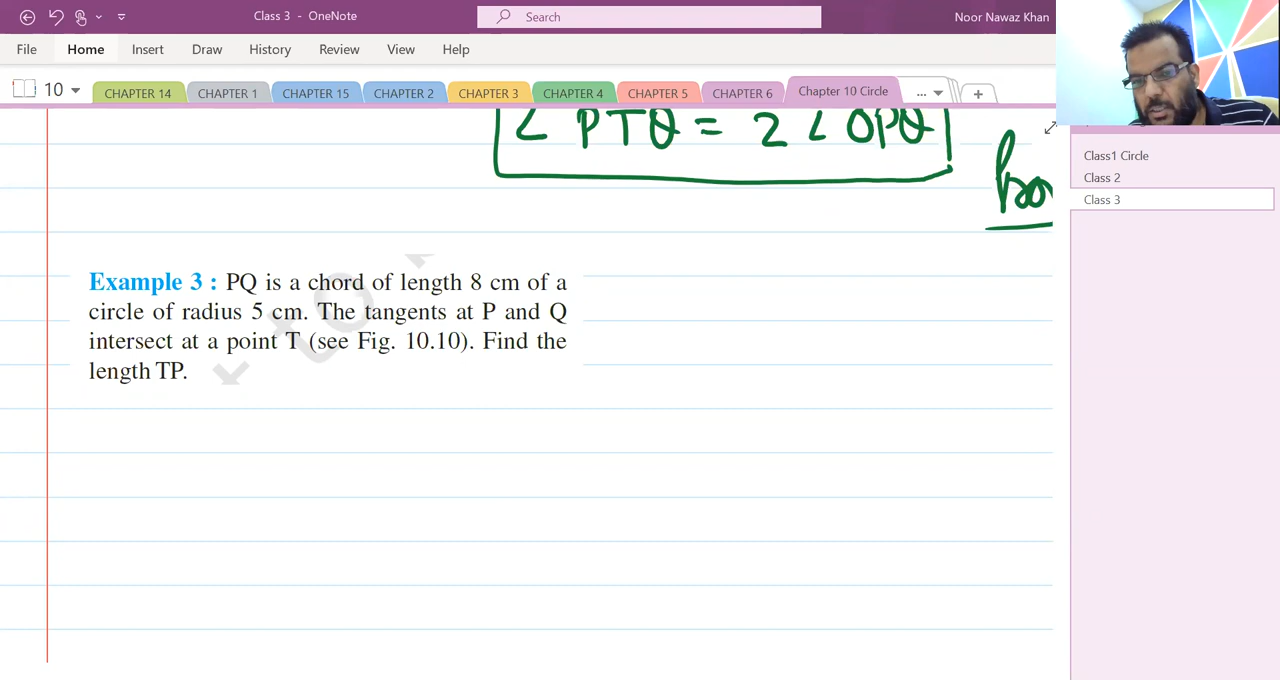 Class 3 - OneNote
Search
Noor Nawaz Khan
File Home Insert Draw History Review View Help
10 CHAPTER 14 CHAPTER 1 CHAPTER 15 CHAPTER 2 CHAPTER 3 CHAPTER 4 CHAPTER 5 CHAPTER 6 Chapter 10 Circle ... +
∠ PTQ = 2 ∠ OPQ
Class1 Circle
Class 2
Class 3
Example 3 : PQ is a chord of length 8 cm of a
circle of radius 5 cm. The tangents at P and Q
intersect at a point T (see Fig. 10.10). Find the
length TP.